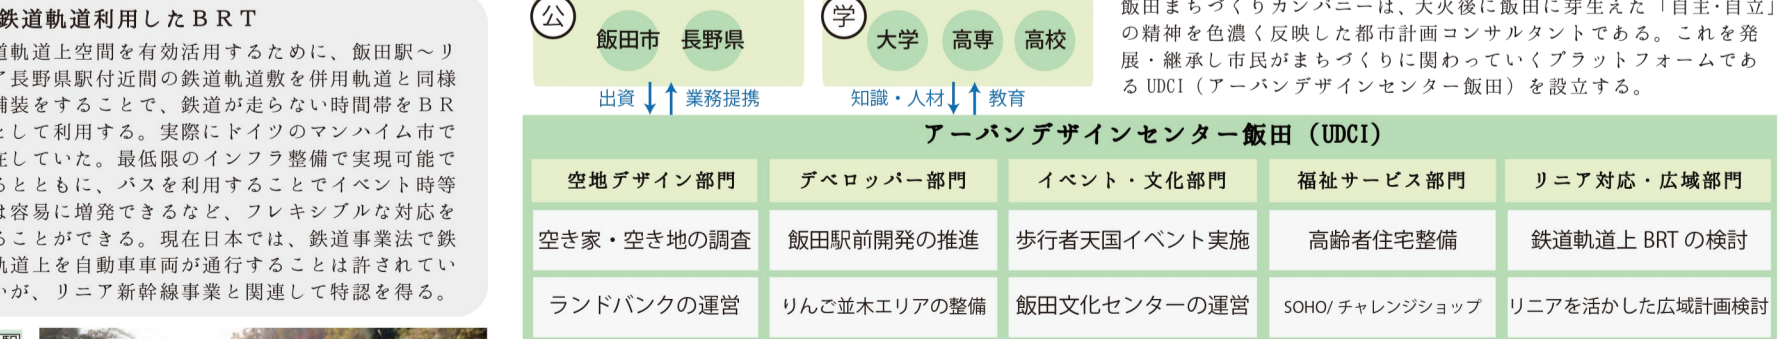 鉄道軌道利用したＢＲＴ
道軌道上空間を有効活用するために、飯田駅～リ
ア長野県駅付近間の鉄道軌道敷を併用軌道と同様
舗装をすることで、鉄道が走らない時間帯をＢＲ
として利用する。実際にドイツのマンハイム市で
在していた。最低限のインフラ整備で実現可能で
るとともに、バスを利用することでイベント時等
は容易に増発できるなど、フレキシブルな対応を
ることができる。現在日本では、鉄道事業法で鉄
軌道上を自動車車両が通行することは許されてい
いが、リニア新幹線事業と関連して特認を得る。
公
飯田市 長野県
学
大学 高専 高校
出資 業務提携
知識・人材 教育
飯田まちづくりカンパニーは、大火後に飯田に芽生えた「自主・自立」
の精神を色濃く反映した都市計画コンサルタントである。これを発
展・継承し市民がまちづくりに関わっていくプラットフォームであ
る UDCI（アーバンデザインセンター飯田）を設立する。
アーバンデザインセンター飯田（UDCI）
空地デザイン部門 デベロッパー部門 イベント・文化部門 福祉サービス部門 リニア対応・広域部門
空き家・空き地の調査 飯田駅前開発の推進 歩行者天国イベント実施 高齢者住宅整備 鉄道軌道上 BRT の検討
ランドバンクの運営 りんご並木エリアの整備 飯田文化センターの運営 SOHO/ チャレンジショップ リニアを活かした広域計画検討